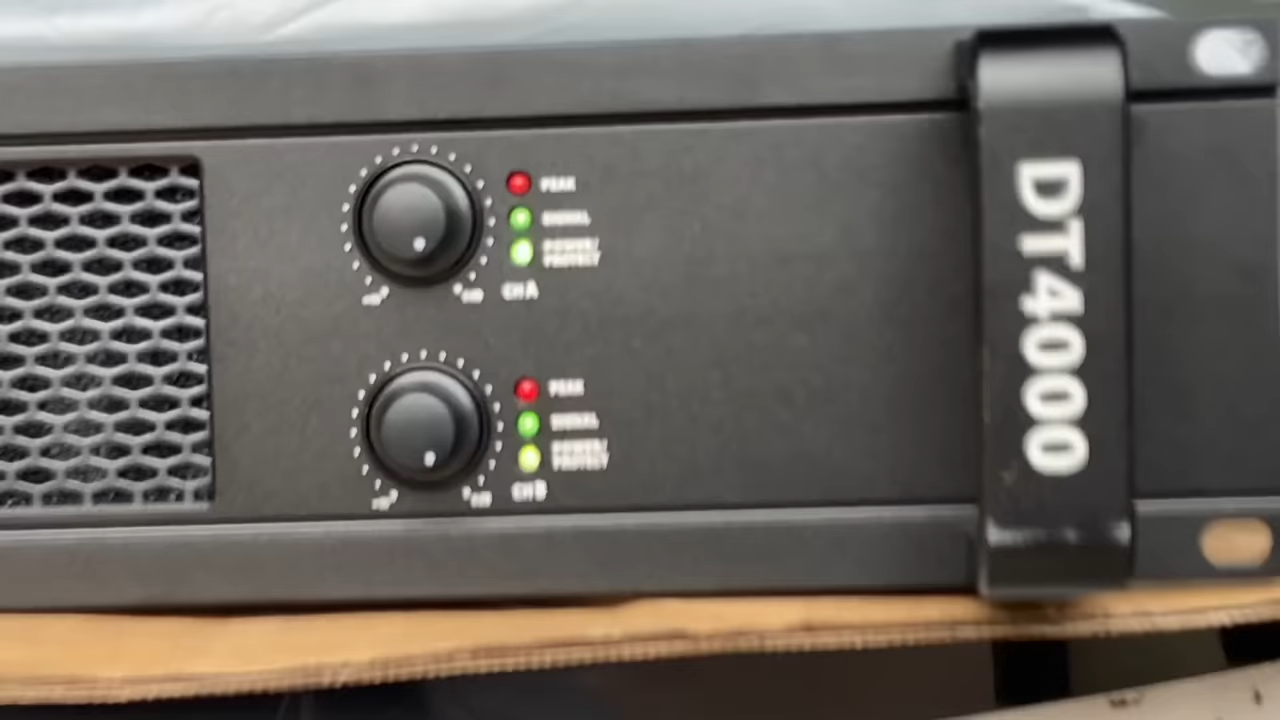 PEAK
SIGNAL
POWER/
PROTECT
CH A
PEAK
SIGNAL
POWER/
PROTECT
CH B
DT4000